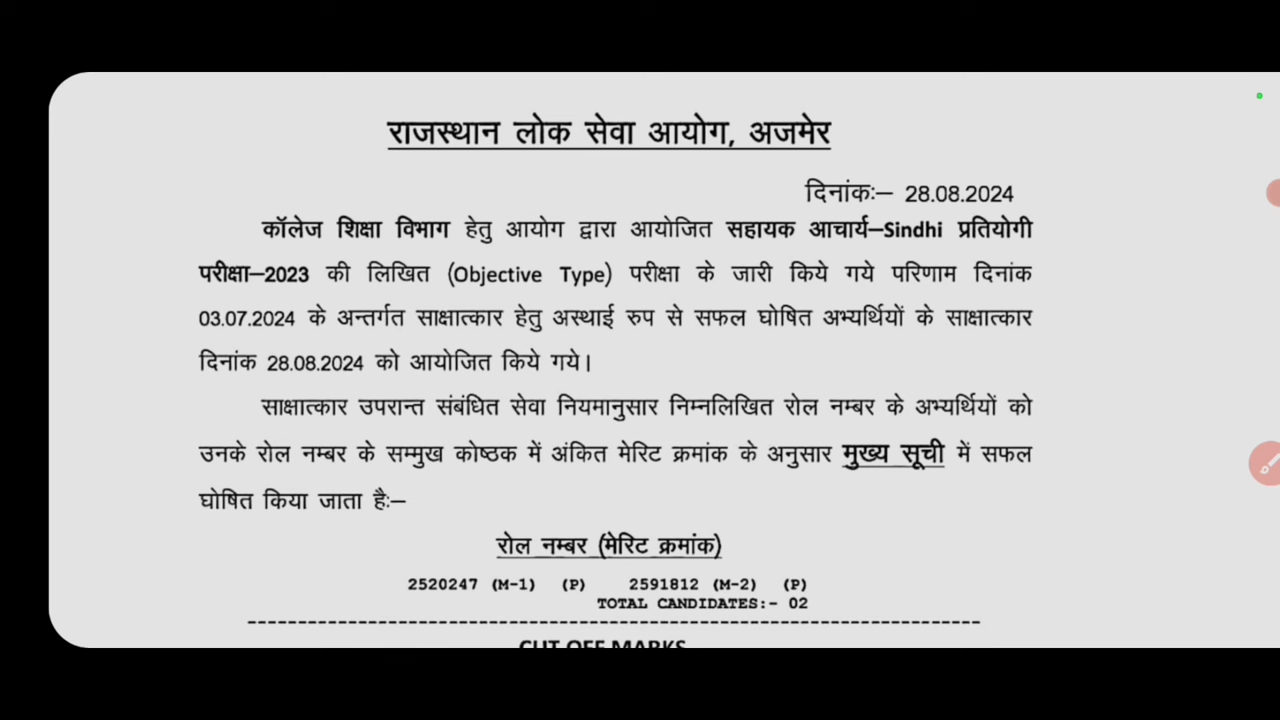 राजस्थान लोक सेवा आयोग, अजमेर
दिनांकः– 28.08.2024
कॉलेज शिक्षा विभाग हेतु आयोग द्वारा आयोजित सहायक आचार्य–Sindhi प्रतियोगी
परीक्षा–2023 की लिखित (Objective Type) परीक्षा के जारी किये गये परिणाम दिनांक
03.07.2024 के अन्तर्गत साक्षात्कार हेतु अस्थाई रुप से सफल घोषित अभ्यर्थियों के साक्षात्कार
दिनांक 28.08.2024 को आयोजित किये गये।
साक्षात्कार उपरान्त संबंधित सेवा नियमानुसार निम्नलिखित रोल नम्बर के अभ्यर्थियों को
उनके रोल नम्बर के सम्मुख कोष्ठक में अंकित मेरिट क्रमांक के अनुसार मुख्य सूची में सफल
घोषित किया जाता हैः–
रोल नम्बर (मेरिट क्रमांक)
2520247 (M-1) (P) 2591812 (M-2) (P)
TOTAL CANDIDATES:- 02
CUT OFF MARKS